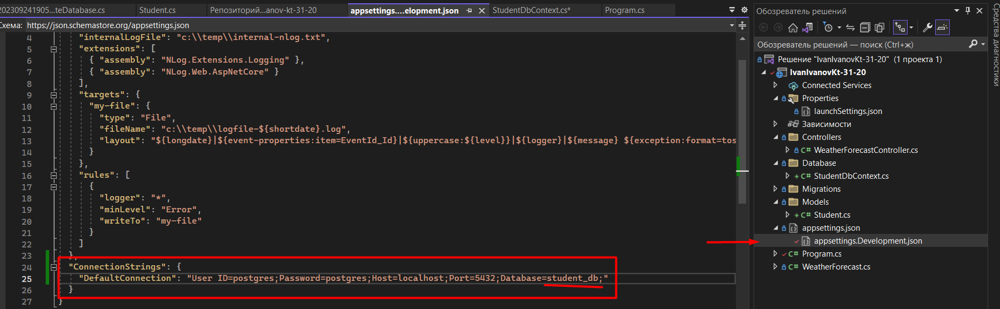 202309241905...teDatabase.cs
Student.cs
Репозиторий...anov-kt-31-20
appsettings....elopment.json
StudentDbContext.cs*
Program.cs
Схема: https://json.schemastore.org/appsettings.json
4 "internalLogFile": "c:\\temp\\internal-nlog.txt",
5 "extensions": [
6 { "assembly": "NLog.Extensions.Logging" },
7 { "assembly": "NLog.Web.AspNetCore" }
8 ],
9 "targets": {
10 "my-file": {
11 "type": "File",
12 "fileName": "c:\\temp\\logfile-${shortdate}.log",
13 "layout": "${longdate}|${event-properties:item=EventId_Id}|${uppercase:${level}}|${logger}|${message} ${exception:format=tos
14 }
15 },
16 "rules": [
17 {
18 "logger": "*",
19 "minLevel": "Error",
20 "writeTo": "my-file"
21 }
22 ]
23 },
24 "ConnectionStrings": {
25 "DefaultConnection": "User ID=postgres;Password=postgres;Host=localhost;Port=5432;Database=student_db;"
26 }
27 }
Обозреватель решений
Обозреватель решений — поиск (Ctrl+ж)
Решение "IvanIvanovKt-31-20" (1 проекта 1)
IvanIvanovKt-31-20
Connected Services
Properties
launchSettings.json
Зависимости
Controllers
C# WeatherForecastController.cs
Database
C# StudentDbContext.cs
Migrations
Models
C# Student.cs
appsettings.json
appsettings.Development.json
C# Program.cs
C# WeatherForecast.cs
Средства диагностики